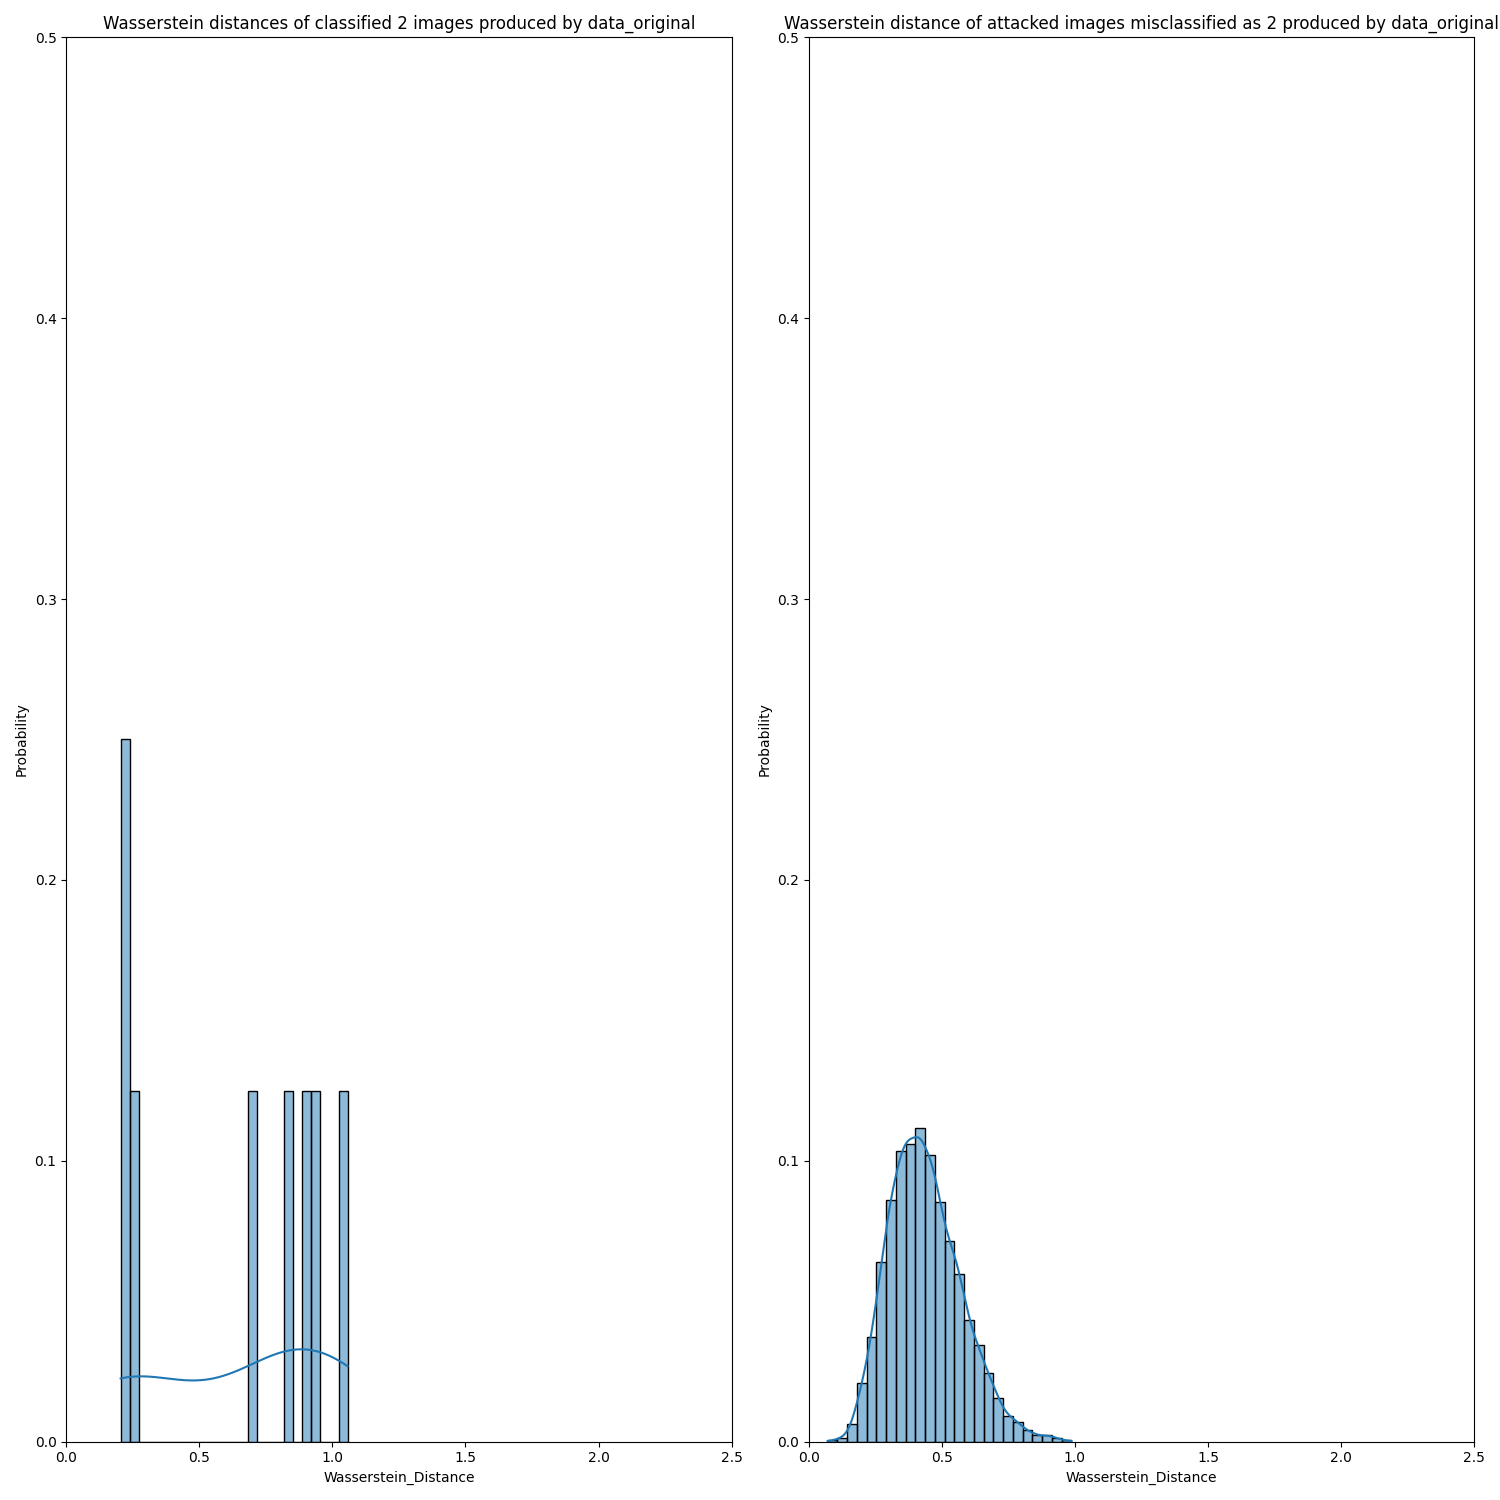 Wasserstein distances of classified 2 images produced by data_original
0.5
0.4
0.3
0.2
0.1
0.0
Probability
0.0 0.5 1.0 1.5 2.0 2.5
Wasserstein_Distance
Wasserstein distance of attacked images misclassified as 2 produced by data_original
0.5
0.4
0.3
0.2
0.1
0.0
Probability
0.0 0.5 1.0 1.5 2.0 2.5
Wasserstein_Distance